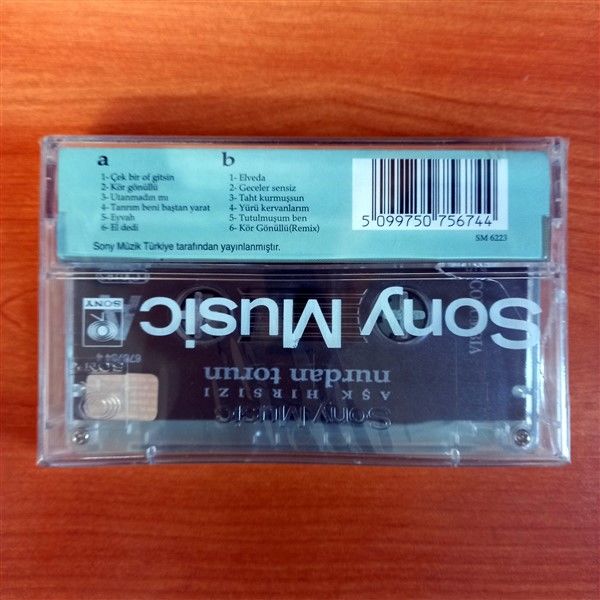 a
1- Çek bir of gitsin
2- Kör gönüllü
3- Utanmadın mı
4- Tanrım beni baştan yarat
5- Eyvah
6- El dedi
b
1- Elveda
2- Geceler sensiz
3- Taht kurmuşsun
4- Yürü kervanlarım
5- Tutulmuşum ben
6- Kör Gönüllü(Remix)
5 099750 756744
SM 6223
Sony Müzik Türkiye tarafından yayınlanmıştır.
Sony Music
SONY
nurdan torun
AŞK HIRSIZI
Sony Music